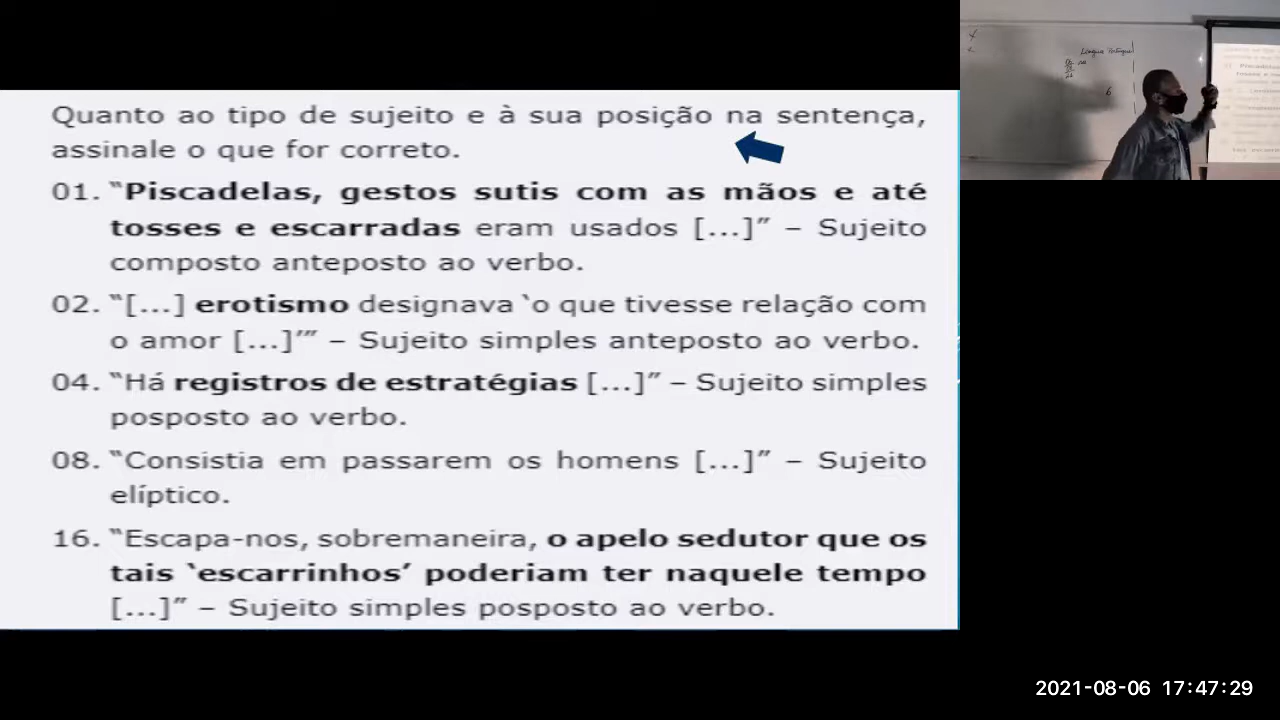 Quanto ao tipo de sujeito e à sua posição na sentença,
assinale o que for correto.
01. “Piscadelas, gestos sutis com as mãos e até
tosses e escarradas eram usados [...]” – Sujeito
composto anteposto ao verbo.
02. “[...] erotismo designava ‘o que tivesse relação com
o amor [...]’” – Sujeito simples anteposto ao verbo.
04. “Há registros de estratégias [...]” – Sujeito simples
posposto ao verbo.
08. “Consistia em passarem os homens [...]” – Sujeito
elíptico.
16. “Escapa-nos, sobremaneira, o apelo sedutor que os
tais ‘escarrinhos’ poderiam ter naquele tempo
[...]” – Sujeito simples posposto ao verbo.
Língua Portugues
6
2021-08-06 17:47:29